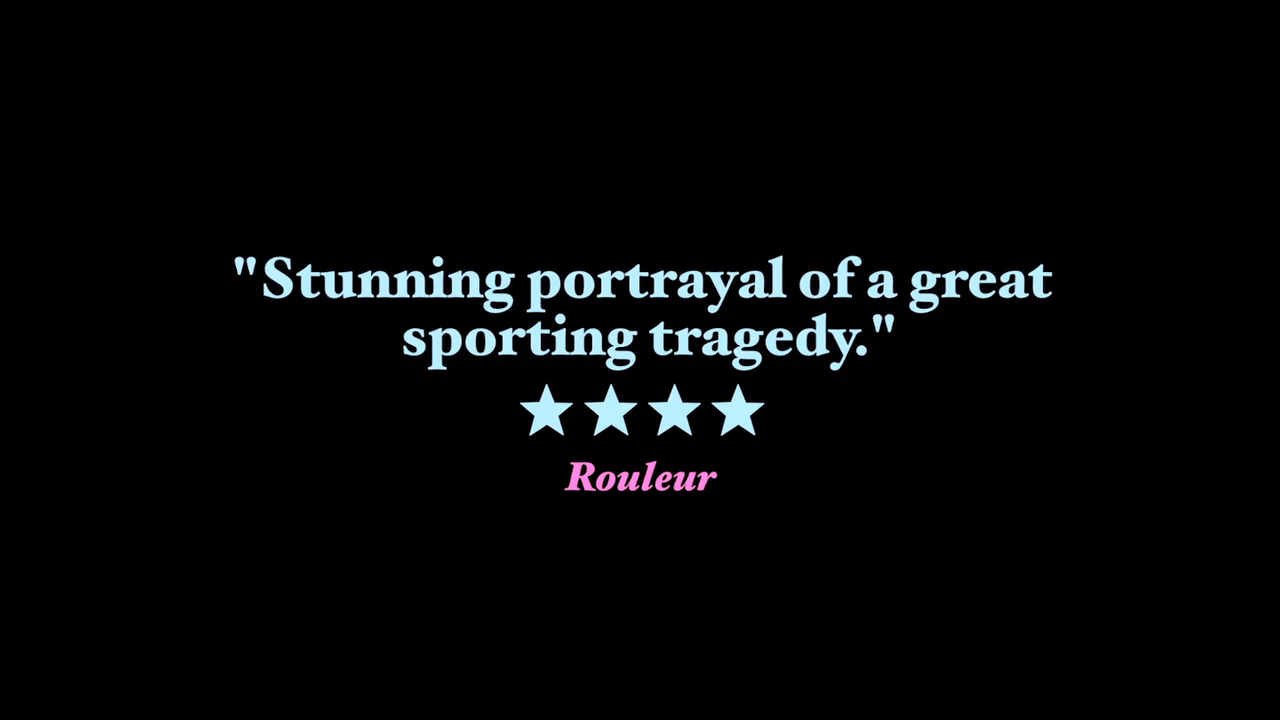 "Stunning portrayal of a great
sporting tragedy."
★★★★
Rouleur